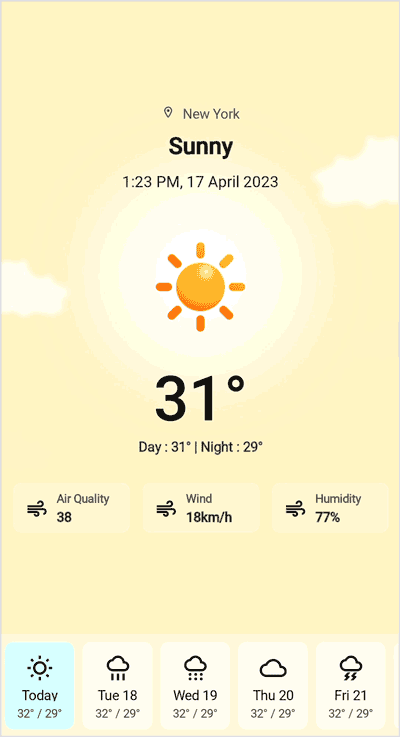 New York
Sunny
1:23 PM, 17 April 2023
31°
Day : 31° | Night : 29°
Air Quality
38
Wind
18km/h
Humidity
77%
Today
32° / 29°
Tue 18
32° / 29°
Wed 19
32° / 29°
Thu 20
32° / 29°
Fri 21
32° / 29°